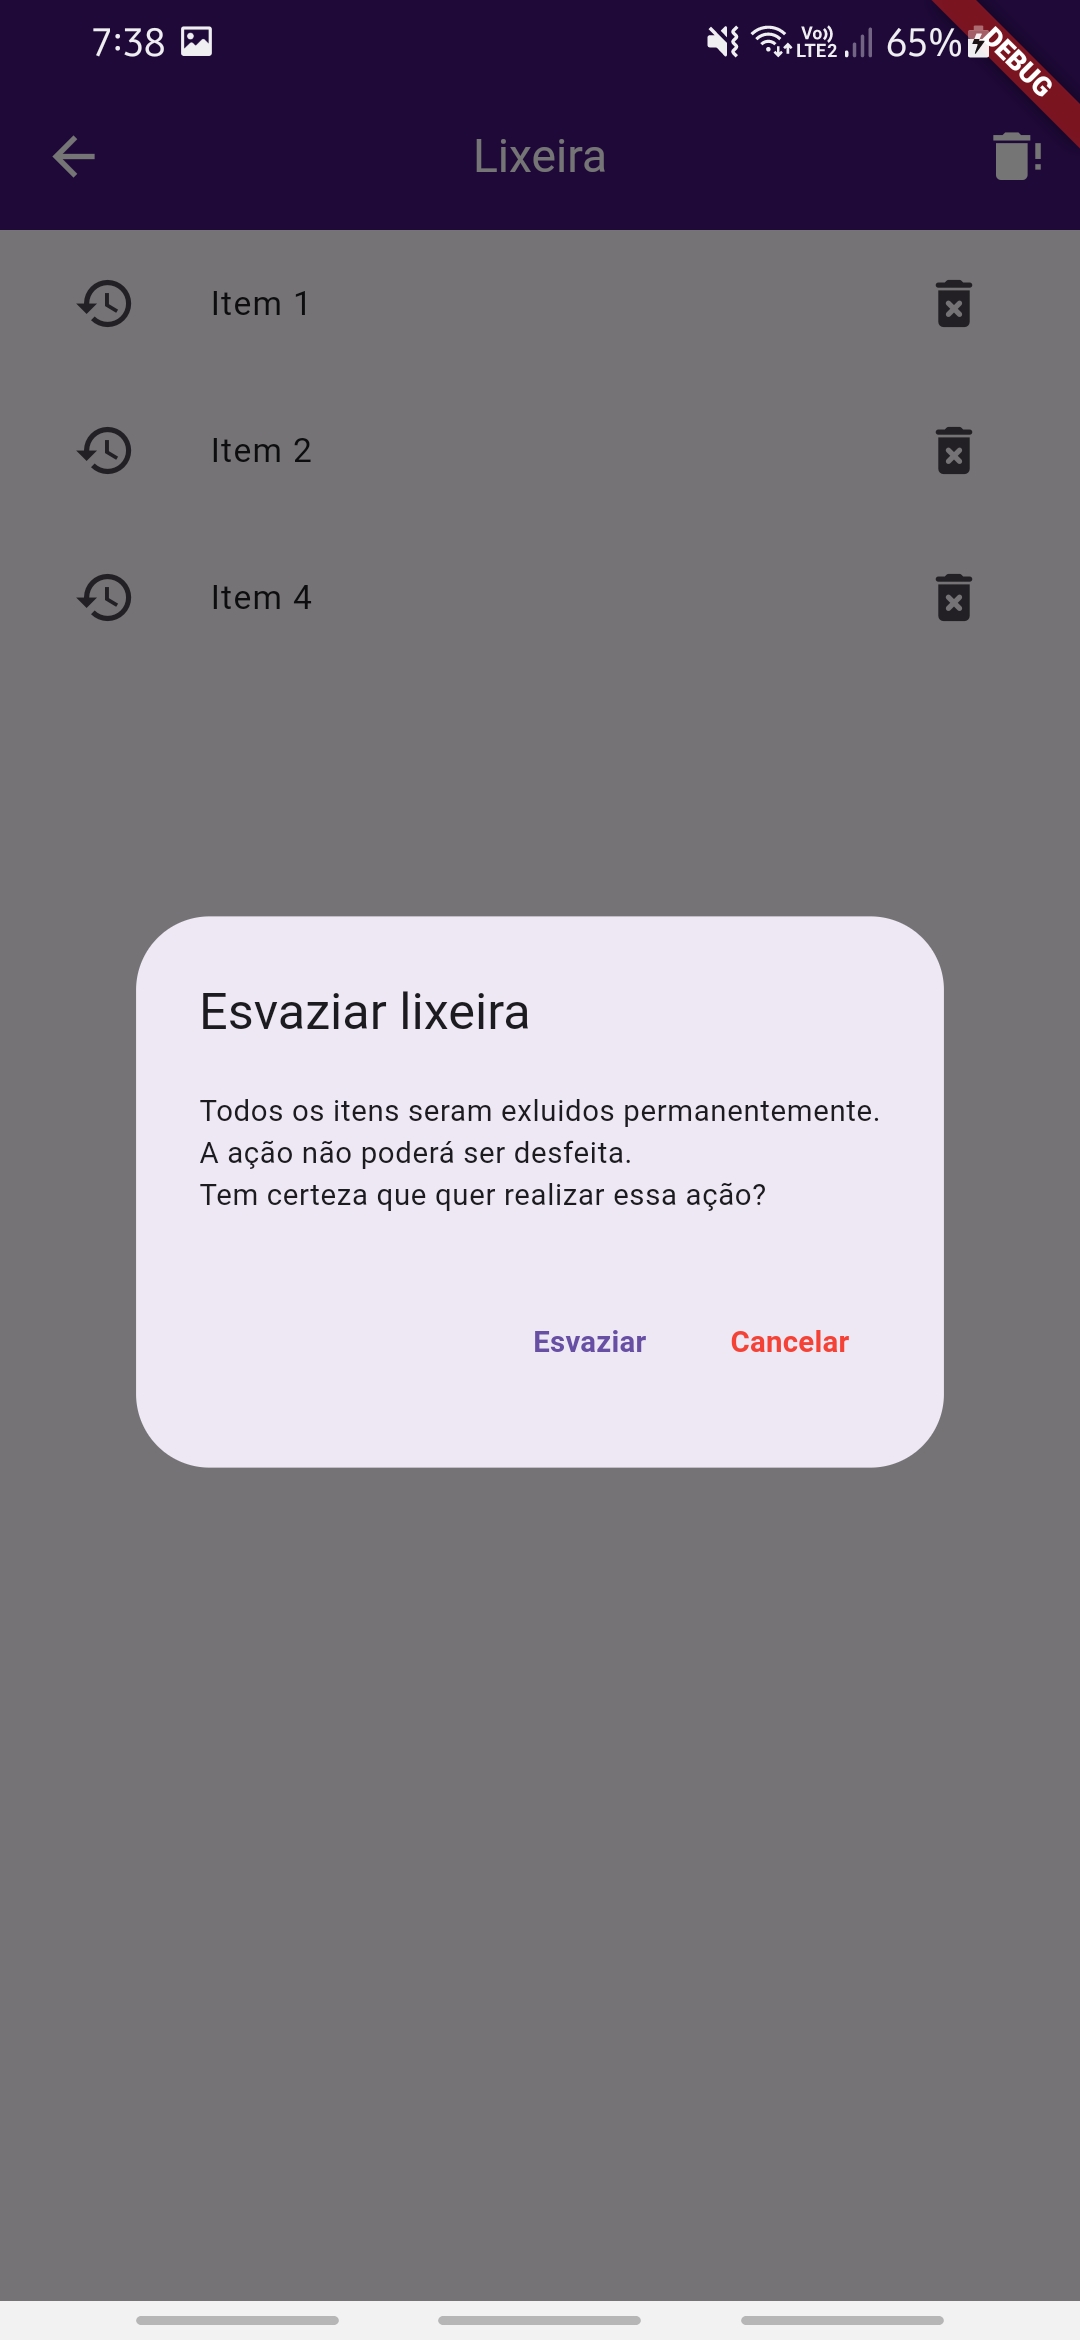 7:38
Vo)) LTE2 65%
DEBUG
Lixeira
Item 1
Item 2
Item 4
Esvaziar lixeira
Todos os itens seram exluidos permanentemente.
A ação não poderá ser desfeita.
Tem certeza que quer realizar essa ação?
Esvaziar Cancelar